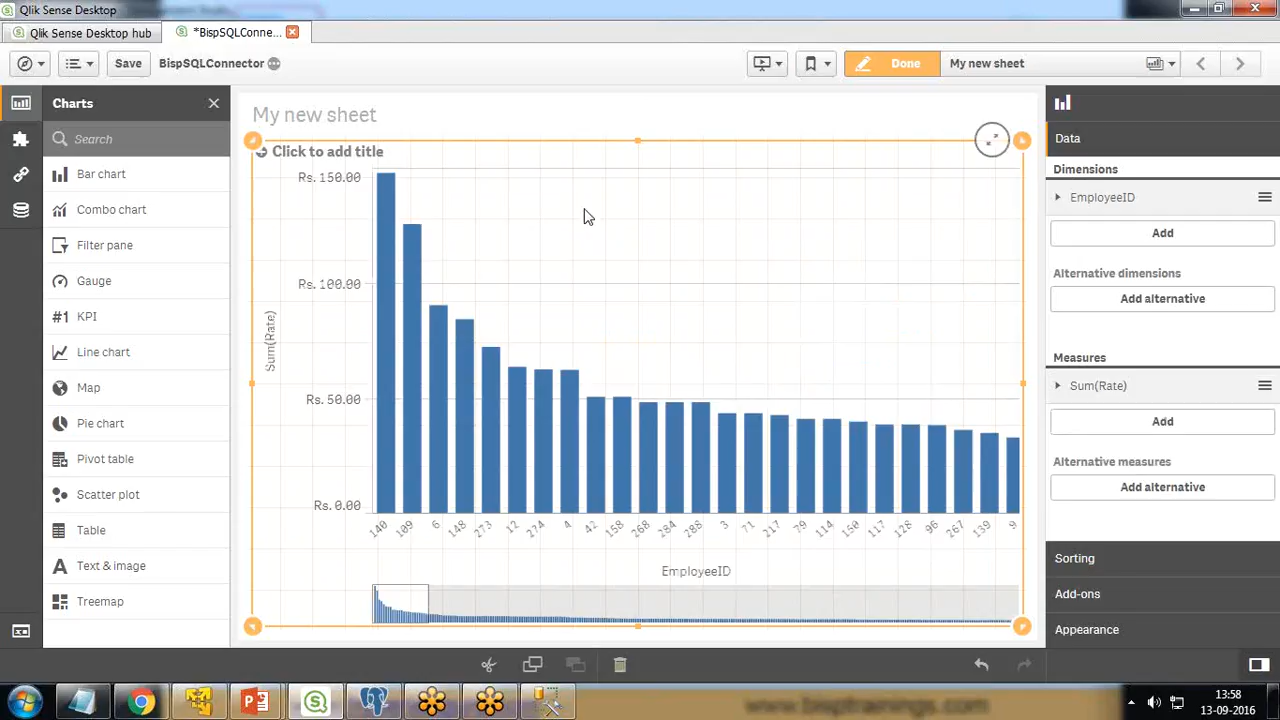 Qlik Sense Desktop
Qlik Sense Desktop hub
*BispSQLConne...
Save
BispSQLConnector
Done
My new sheet
Charts
Search
Bar chart
Combo chart
Filter pane
Gauge
#1 KPI
Line chart
Map
Pie chart
Pivot table
Scatter plot
Table
Text & image
Treemap
My new sheet
Click to add title
Rs. 150.00
Rs. 100.00
Rs. 50.00
Rs. 0.00
Sum(Rate)
140 109 6 148 273 12 274 4 42 158 268 284 288 3 71 217 79 114 150 117 128 96 267 139 9
EmployeeID
Data
Dimensions
EmployeeID
Add
Alternative dimensions
Add alternative
Measures
Sum(Rate)
Add
Alternative measures
Add alternative
Sorting
Add-ons
Appearance
www.bisptrainings.com
13:58
13-09-2016